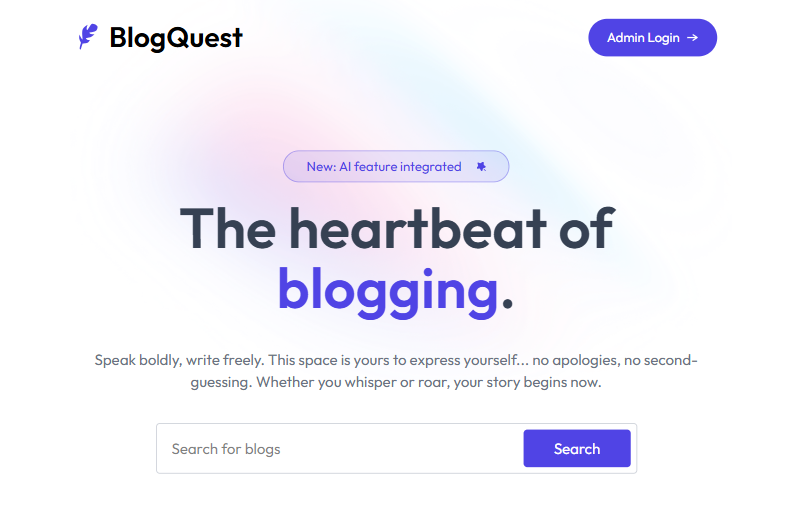 BlogQuest
Admin Login →
New: AI feature integrated
The heartbeat of
blogging.
Speak boldly, write freely. This space is yours to express yourself... no apologies, no second-
guessing. Whether you whisper or roar, your story begins now.
Search for blogs
Search